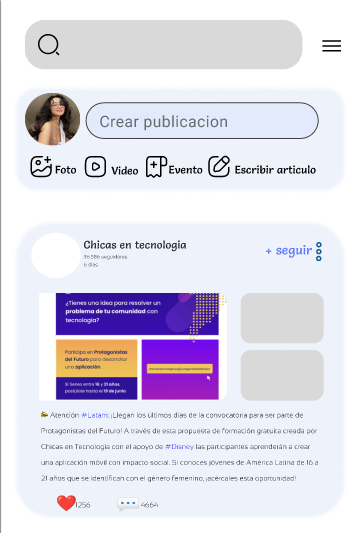 Crear publicacion
Foto
Video
Evento
Escribir articulo
Chicas en tecnologia
96.586 seguidores
6 días
+ seguir
¿Tienes una idea para resolver un
problema de tu comunidad con
tecnología?
Participa en Protagonistas
del Futuro para desarrollar
una aplicación.
Si tienes entre 16 y 21 años,
postulate hasta el 10 de junio
Atención #Latam: ¡Llegan los últimos días de la convocatoria para ser parte de
Protagonistas del Futuro! A través de esta propuesta de formación gratuita creada por
Chicas en Tecnología con el apoyo de #Disney las participantes aprenderán a crear
una aplicación móvil con impacto social. Si conoces jóvenes de América Latina de 16 a
21 años que se identifican con el género femenino, ¡acércales esta oportunidad!
1256
4664